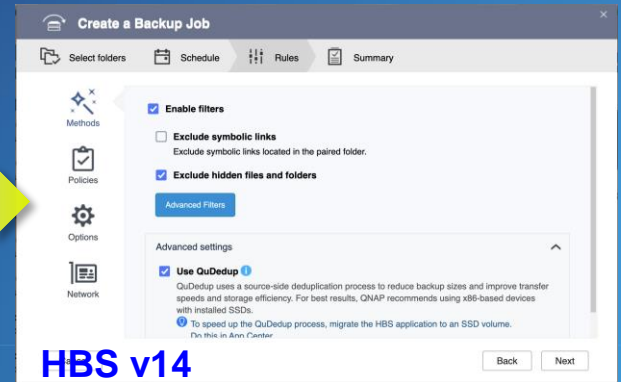 Create a Backup Job
Select folders
Schedule
Rules
Summary
Methods
Policies
Options
Network
Enable filters
Exclude symbolic links
Exclude symbolic links located in the paired folder.
Exclude hidden files and folders
Advanced Filters
Advanced settings
Use QuDedup
QuDedup uses a source-side deduplication process to reduce backup sizes and improve transfer
speeds and storage efficiency. For best results, QNAP recommends using x86-based devices
with installed SSDs.
To speed up the QuDedup process, migrate the HBS application to an SSD volume.
Do this in App Center
HBS v14
Back
Next